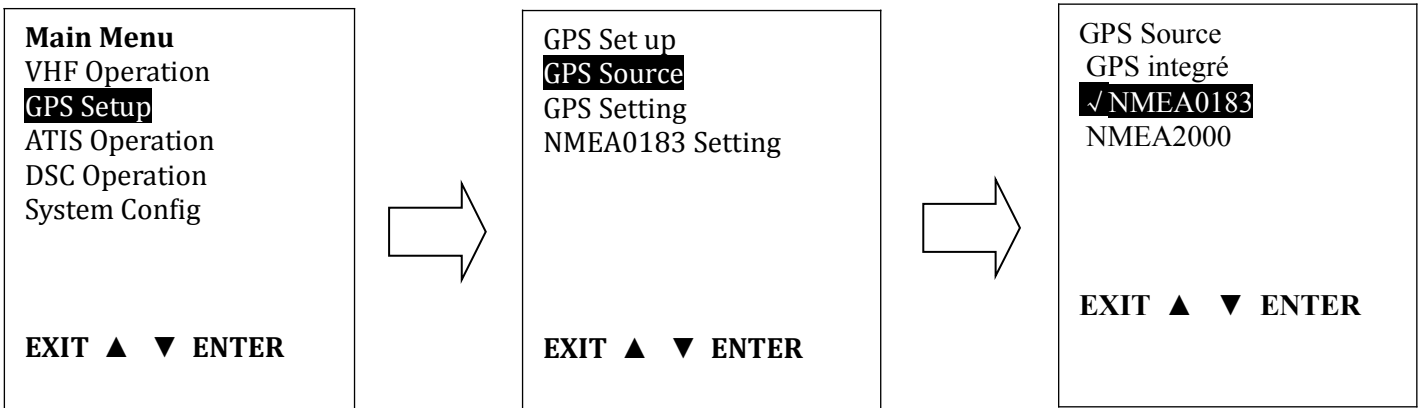 Main Menu
VHF Operation
GPS Setup
ATIS Operation
DSC Operation
System Config
EXIT ▲ ▼ ENTER
GPS Set up
GPS Source
GPS Setting
NMEA0183 Setting
EXIT ▲ ▼ ENTER
GPS Source
GPS integré
√ NMEA0183
NMEA2000
EXIT ▲ ▼ ENTER